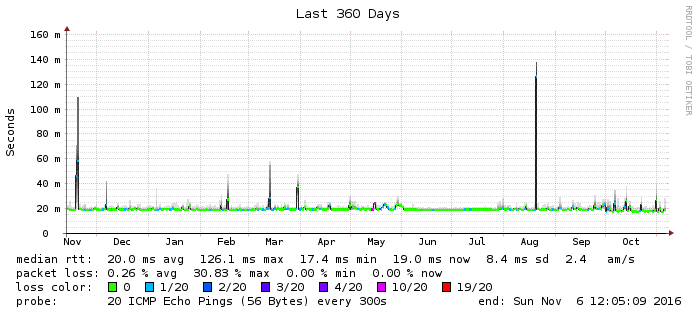 Last 360 Days
RRDTOOL / TOBI OETIKER
Seconds
160 m
140 m
120 m
100 m
80 m
60 m
40 m
20 m
0
Nov Dec Jan Feb Mar Apr May Jun Jul Aug Sep Oct
median rtt: 20.0 ms avg 126.1 ms max 17.4 ms min 19.0 ms now 8.4 ms sd 2.4 am/s
packet loss: 0.26 % avg 30.83 % max 0.00 % min 0.00 % now
loss color: 0 1/20 2/20 3/20 4/20 10/20 19/20
probe: 20 ICMP Echo Pings (56 Bytes) every 300s end: Sun Nov 6 12:05:09 2016